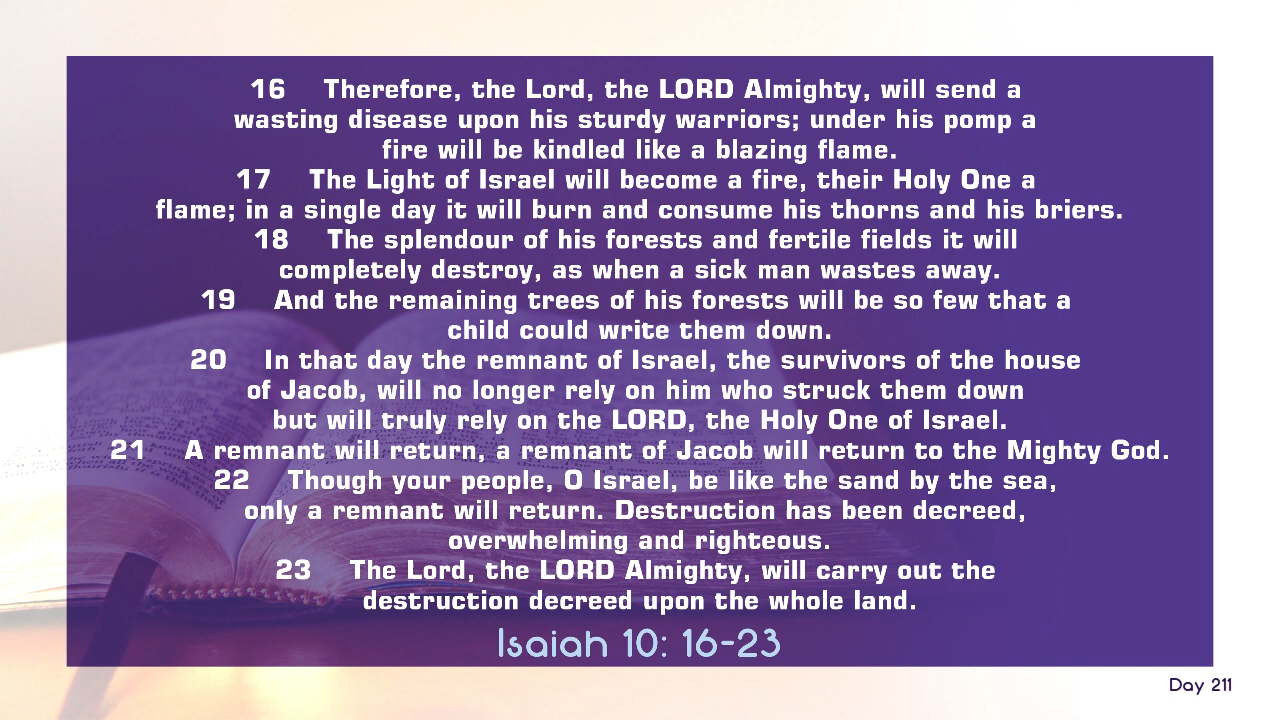 16 Therefore, the Lord, the LORD Almighty, will send a
wasting disease upon his sturdy warriors; under his pomp a
fire will be kindled like a blazing flame.
17 The Light of Israel will become a fire, their Holy One a
flame; in a single day it will burn and consume his thorns and his briers.
18 The splendour of his forests and fertile fields it will
completely destroy, as when a sick man wastes away.
19 And the remaining trees of his forests will be so few that a
child could write them down.
20 In that day the remnant of Israel, the survivors of the house
of Jacob, will no longer rely on him who struck them down
but will truly rely on the LORD, the Holy One of Israel.
21 A remnant will return, a remnant of Jacob will return to the Mighty God.
22 Though your people, O Israel, be like the sand by the sea,
only a remnant will return. Destruction has been decreed,
overwhelming and righteous.
23 The Lord, the LORD Almighty, will carry out the
destruction decreed upon the whole land.
Isaiah 10: 16-23
Day 211